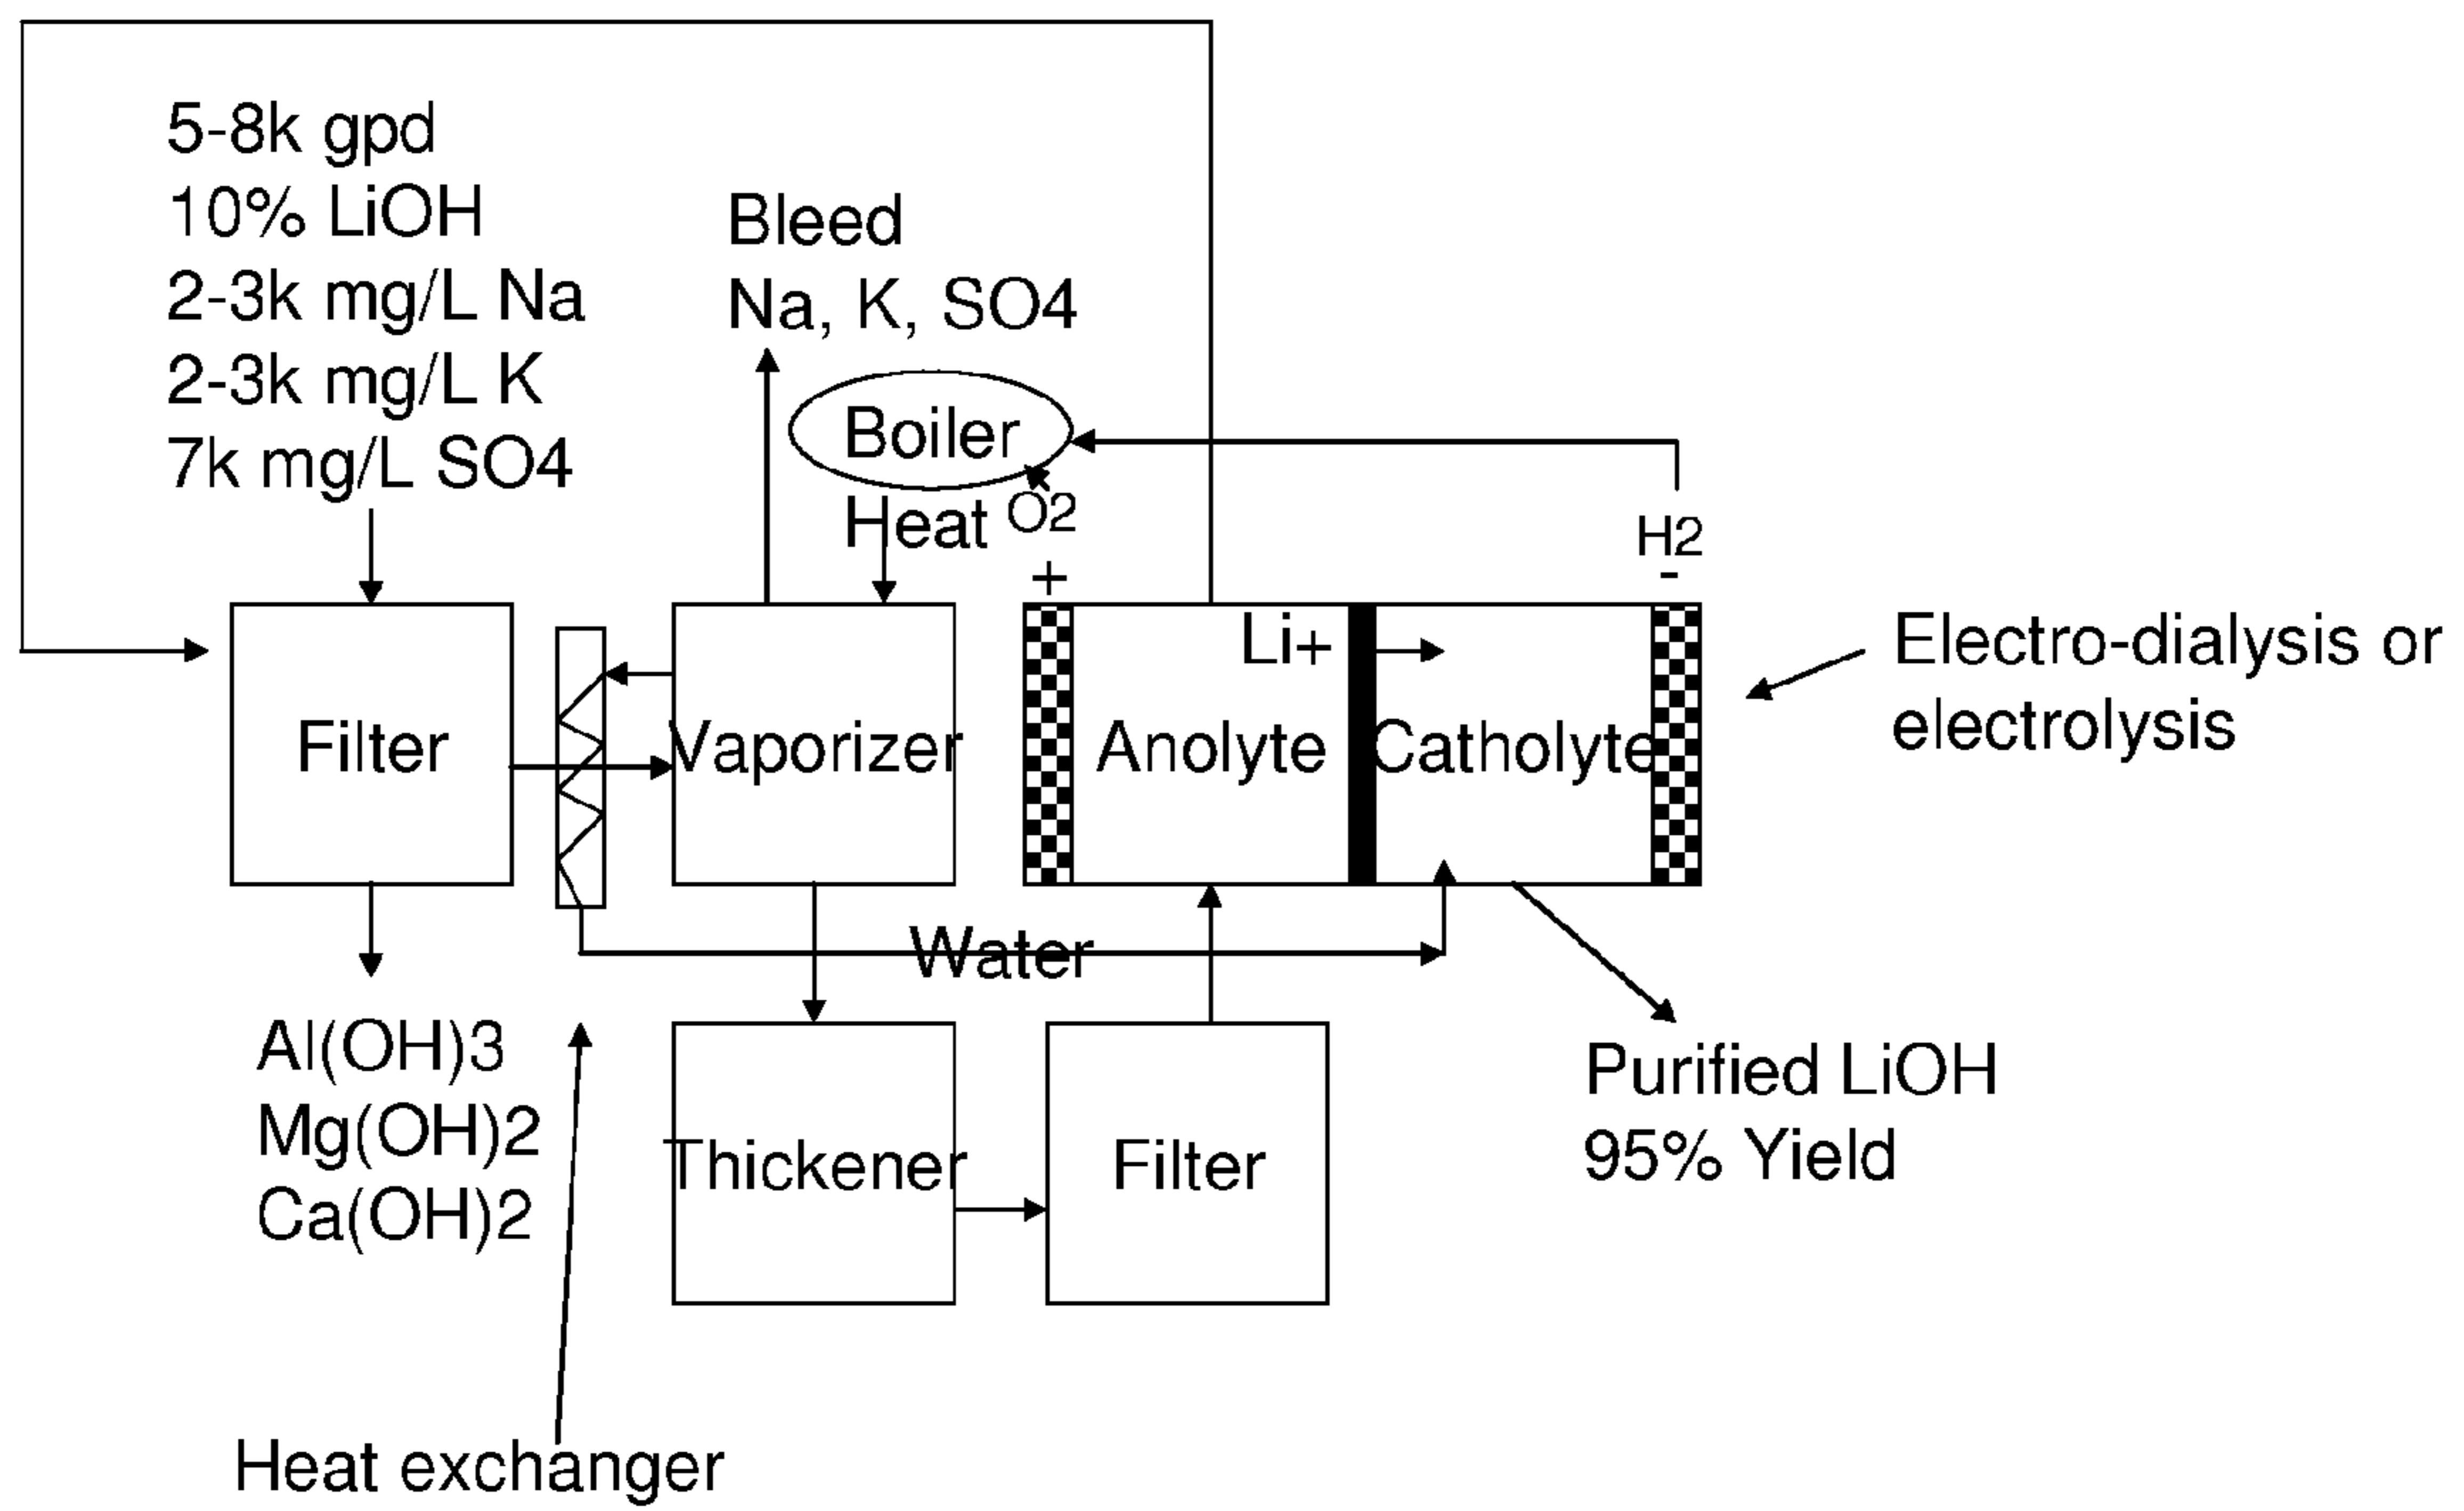 5-8k gpd
10% LiOH
2-3k mg/L Na
2-3k mg/L K
7k mg/L SO4
Bleed
Na, K, SO4
Boiler
Heat
O2
+
H2
-
Filter
Vaporizer
Li+
Anolyte
Catholyte
Electro-dialysis or
electrolysis
Water
Al(OH)3
Mg(OH)2
Ca(OH)2
Thickener
Filter
Purified LiOH
95% Yield
Heat exchanger